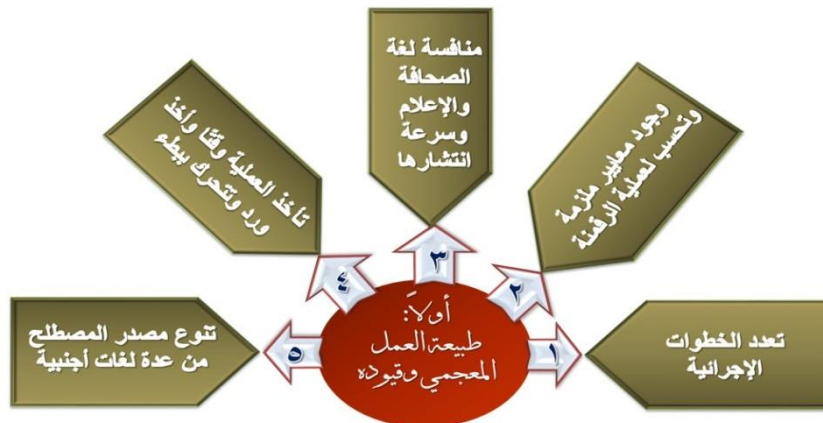 أولاً:
طبيعة العمل
المعجمي وقيوده
١
تعدد الخطوات
الإجرائية
٢
وجود معايير ملزمة
وتحسب لعملية الرقمنة
٣
منافسة لغة
الصحافة
والإعلام
وسرعة
انتشارها
٤
تأخذ العملية وقتًا وأخذ
ورد وتتحرك ببطء
٥
تنوع مصدر المصطلح
من عدة لغات أجنبية